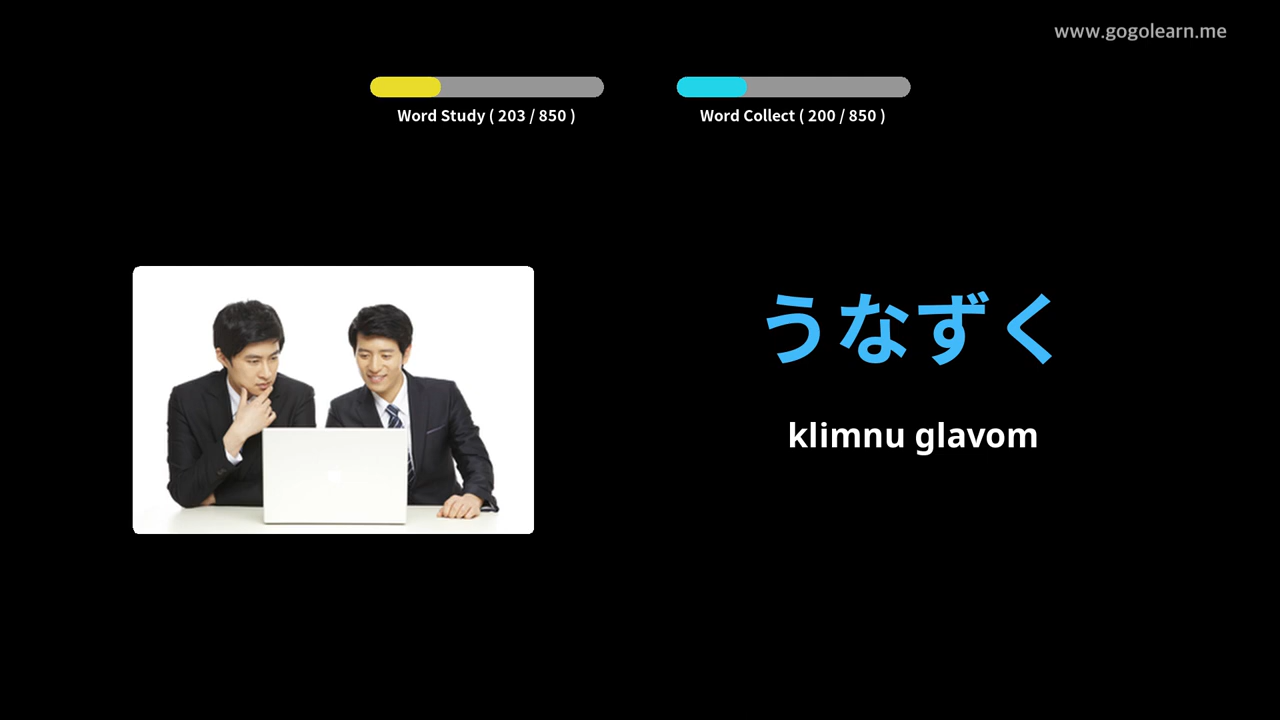 www.gogolearn.me
Word Study ( 203 / 850 )
Word Collect ( 200 / 850 )
うなずく
klimnu glavom